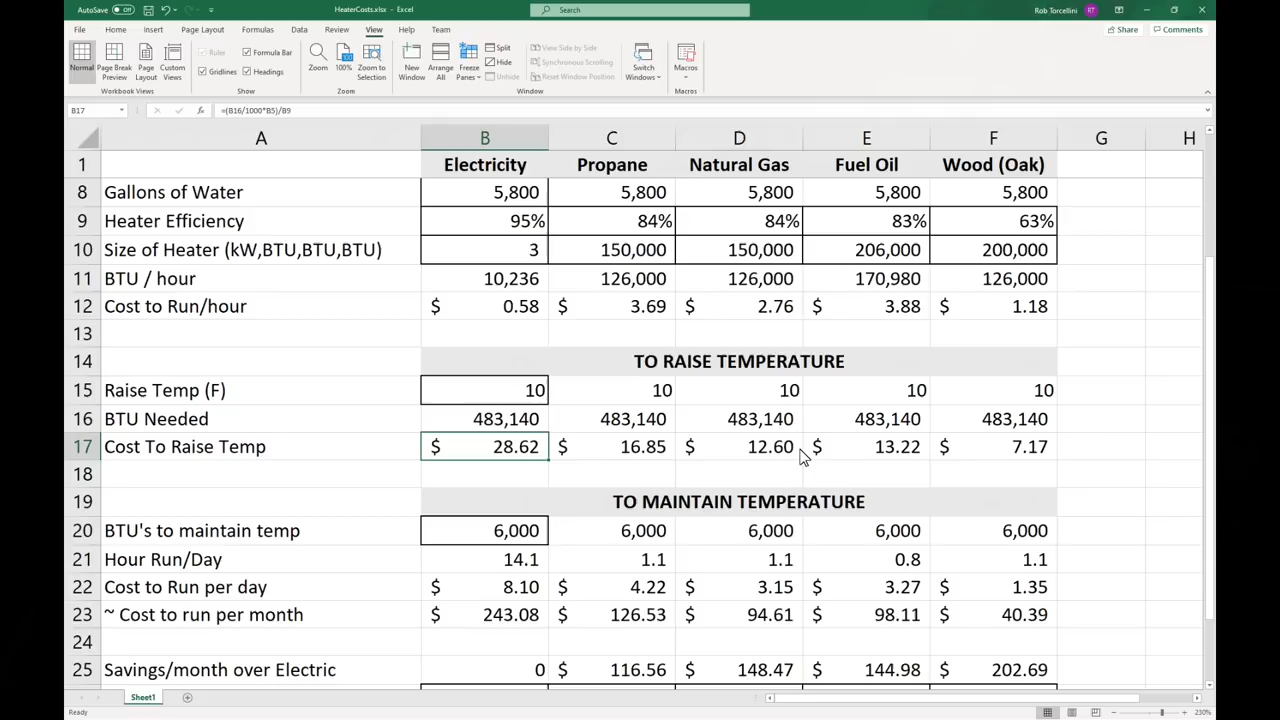 AutoSave Off HeaterCosts.xlsx - Excel Search Rob Torcellini RT
File Home Insert Page Layout Formulas Data Review View Help Team Share Comments
Normal Page Break Preview Page Layout Custom Views Ruler Formula Bar Gridlines Headings Zoom 100% Zoom to Selection New Window Arrange All Freeze Panes Split Hide Unhide View Side by Side Synchronous Scrolling Reset Window Position Switch Windows Macros
Workbook Views Show Zoom Window Macros
B17 fx =(B16/1000*B5)/B9
A B C D E F G H
1 Electricity Propane Natural Gas Fuel Oil Wood (Oak)
8 Gallons of Water 5,800 5,800 5,800 5,800 5,800
9 Heater Efficiency 95% 84% 84% 83% 63%
10 Size of Heater (kW,BTU,BTU,BTU) 3 150,000 150,000 206,000 200,000
11 BTU / hour 10,236 126,000 126,000 170,980 126,000
12 Cost to Run/hour $ 0.58 $ 3.69 $ 2.76 $ 3.88 $ 1.18
13
14 TO RAISE TEMPERATURE
15 Raise Temp (F) 10 10 10 10 10
16 BTU Needed 483,140 483,140 483,140 483,140 483,140
17 Cost To Raise Temp $ 28.62 $ 16.85 $ 12.60 $ 13.22 $ 7.17
18
19 TO MAINTAIN TEMPERATURE
20 BTU's to maintain temp 6,000 6,000 6,000 6,000 6,000
21 Hour Run/Day 14.1 1.1 1.1 0.8 1.1
22 Cost to Run per day $ 8.10 $ 4.22 $ 3.15 $ 3.27 $ 1.35
23 ~ Cost to run per month $ 243.08 $ 126.53 $ 94.61 $ 98.11 $ 40.39
24
25 Savings/month over Electric 0 $ 116.56 $ 148.47 $ 144.98 $ 202.69
Sheet1
Ready 230%